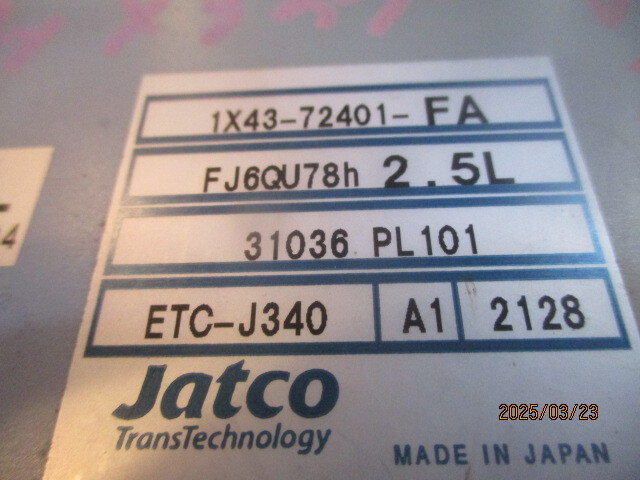 1X43-72401-FA
FJ6QU78h 2.5L
31036 PL101
ETC-J340 A1 2128
Jatco
TransTechnology
2025/03/23
MADE IN JAPAN